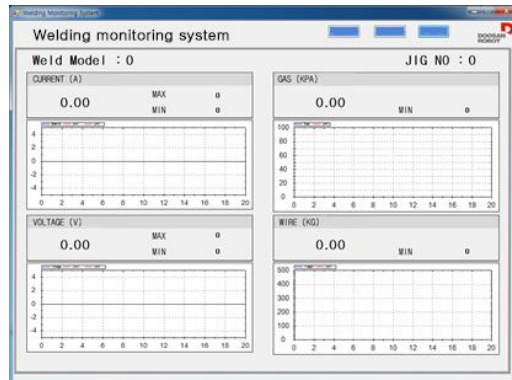 Welding Monitoring System
Welding monitoring system
DOOSAN
ROBOT
Weld Model : 0
JIG NO : 0
CURRENT (A)
0.00
MAX 0
MIN 0
4
2
0
-2
-4
0 2 4 6 8 10 12 14 16 18 20
GAS (KPA)
0.00
MIN 0
100
80
60
40
20
0
0 2 4 6 8 10 12 14 16 18 20
VOLTAGE (V)
0.00
MAX 0
MIN 0
4
2
0
-2
-4
0 2 4 6 8 10 12 14 16 18 20
WIRE (KG)
0.00
MIN 0
500
400
300
200
100
0
0 2 4 6 8 10 12 14 16 18 20